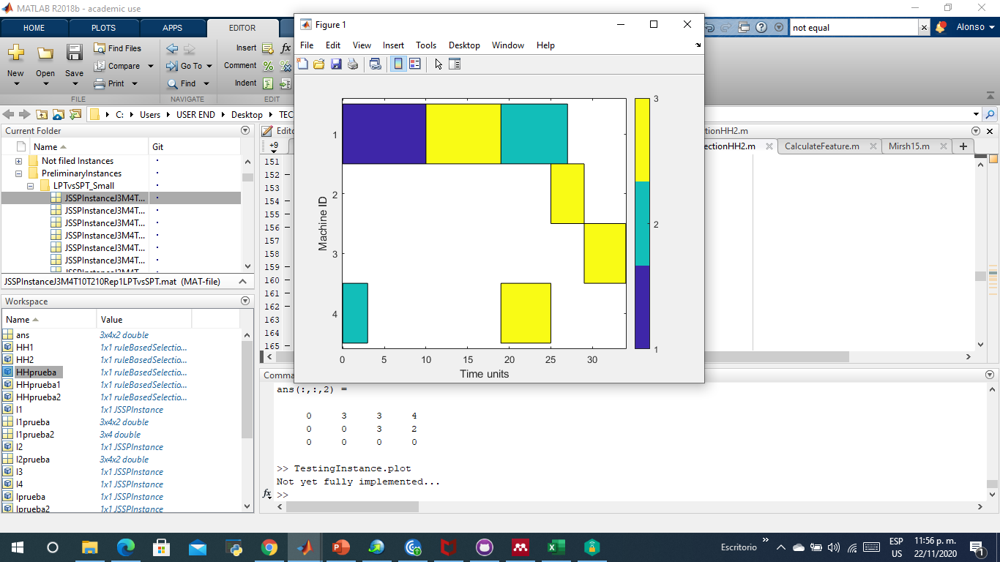 MATLAB R2018b - academic use
HOME PLOTS APPS EDITOR
not equal
Alonso
New
Open
Save
Find Files
Compare
Print
FILE
Go To
Find
NAVIGATE
Insert
Comment
Indent
fx
EDIT
C: Users USER END Desktop TEC
Current Folder
Name Git
Not filed Instances
PreliminaryInstances
LPTvsSPT_Small
JSSPInstanceJ3M4T...
JSSPInstanceJ3M4T...
JSSPInstanceJ3M4T...
JSSPInstanceJ3M4T...
JSSPInstanceJ3M4T...
JSSPInstanceJ3M4T...
JSSPInstanceJ3M4T10T210Rep1LPTvsSPT.mat (MAT-file)
Workspace
Name Value
ans 3x4x2 double
HH1 1x1 ruleBasedSelectio...
HH2 1x1 ruleBasedSelectio...
HHprueba 1x1 ruleBasedSelectio...
HHprueba1 1x1 ruleBasedSelectio...
HHprueba2 1x1 ruleBasedSelectio...
I1 1x1 JSSPInstance
I1prueba 3x4x2 double
I1prueba2 3x4 double
I2 1x1 JSSPInstance
I2prueba 3x4x2 double
I3 1x1 JSSPInstance
I4 1x1 JSSPInstance
Iprueba 1x1 JSSPInstance
Iprueba2 1x1 JSSPInstance
Edito
ectionHH2.m
+9
ectionHH2.m CalculateFeature.m Mirsh15.m
151
152 –
153 –
154 –
155 –
156 –
157 –
158 –
159 –
160 –
161 –
162 –
163
164 –
165 –
Figure 1
File Edit View Insert Tools Desktop Window Help
Machine ID
1
2
3
4
0 5 10 15 20 25 30
Time units
3
2
1
Comma
ans(:,:,2) =
0 3 3 4
0 0 3 2
0 0 0 0
>> TestingInstance.plot
Not yet fully implemented...
fx >>
Escritorio
ESP
US
11:56 p. m.
22/11/2020
1